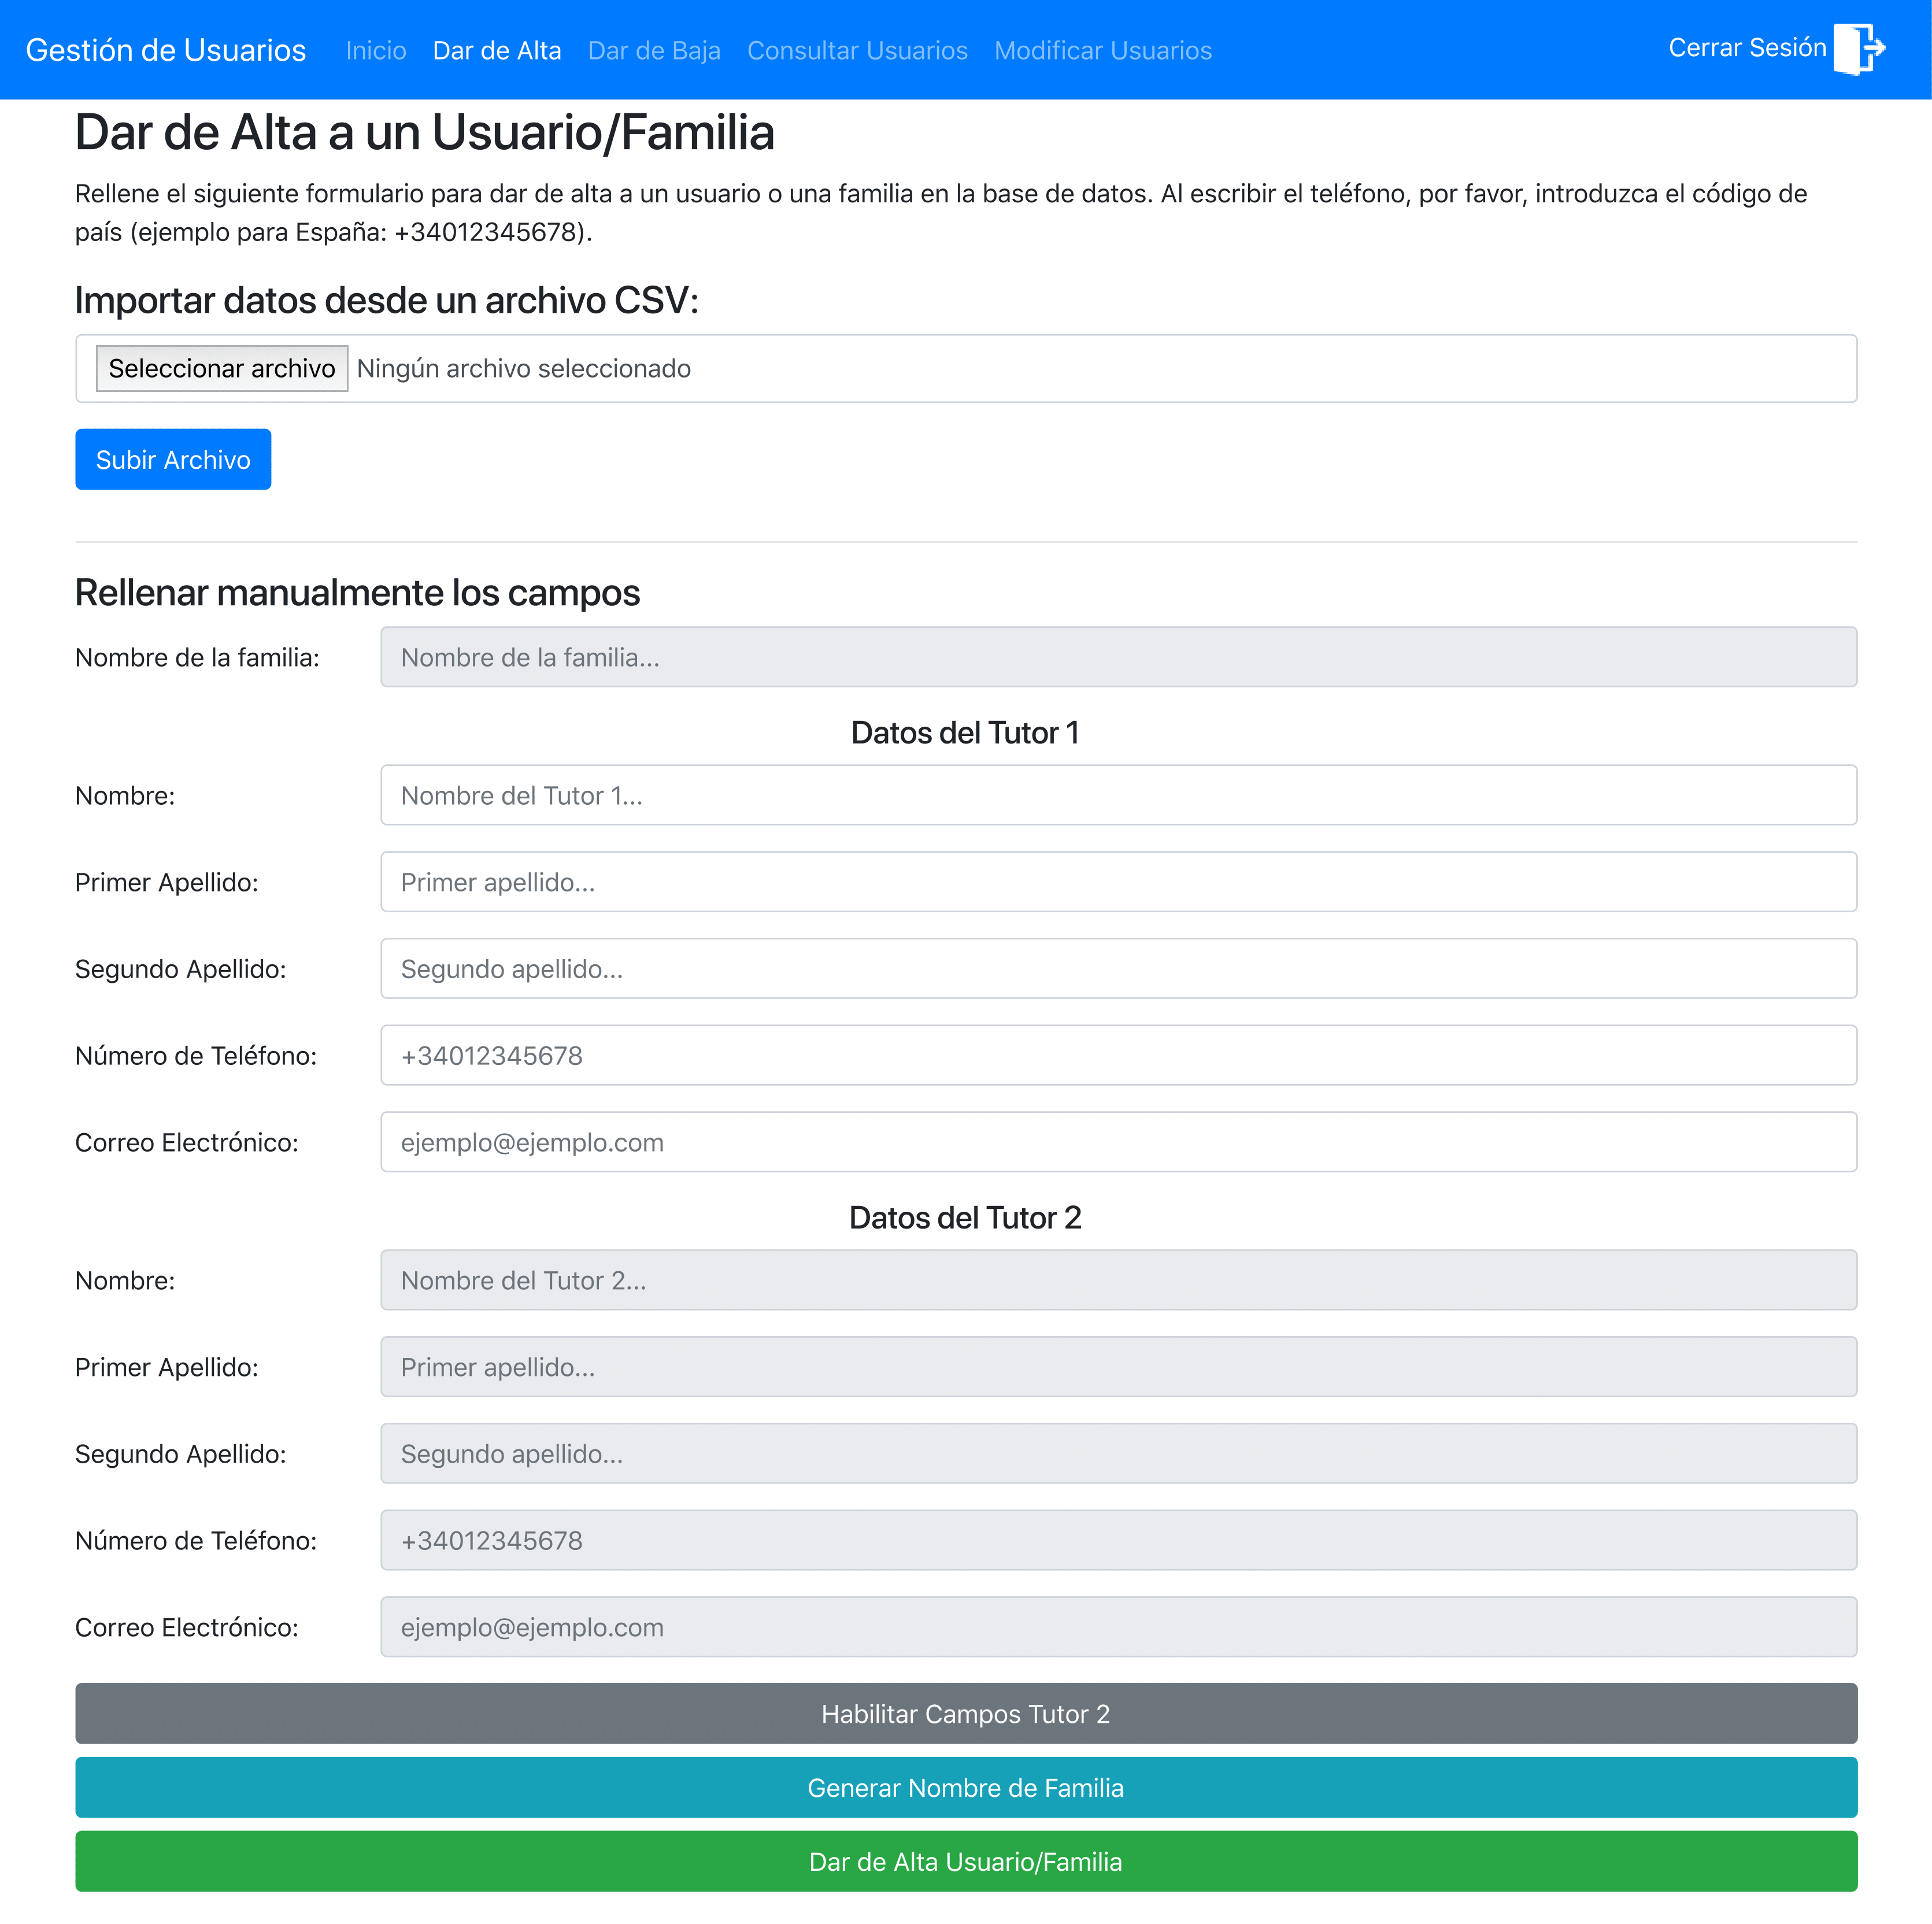 Gestión de Usuarios Inicio Dar de Alta Dar de Baja Consultar Usuarios Modificar Usuarios Cerrar Sesión
Dar de Alta a un Usuario/Familia
Rellene el siguiente formulario para dar de alta a un usuario o una familia en la base de datos. Al escribir el teléfono, por favor, introduzca el código de
país (ejemplo para España: +34012345678).
Importar datos desde un archivo CSV:
Seleccionar archivo Ningún archivo seleccionado
Subir Archivo
Rellenar manualmente los campos
Nombre de la familia: Nombre de la familia...
Datos del Tutor 1
Nombre: Nombre del Tutor 1...
Primer Apellido: Primer apellido...
Segundo Apellido: Segundo apellido...
Número de Teléfono: +34012345678
Correo Electrónico: ejemplo@ejemplo.com
Datos del Tutor 2
Nombre: Nombre del Tutor 2...
Primer Apellido: Primer apellido...
Segundo Apellido: Segundo apellido...
Número de Teléfono: +34012345678
Correo Electrónico: ejemplo@ejemplo.com
Habilitar Campos Tutor 2
Generar Nombre de Familia
Dar de Alta Usuario/Familia